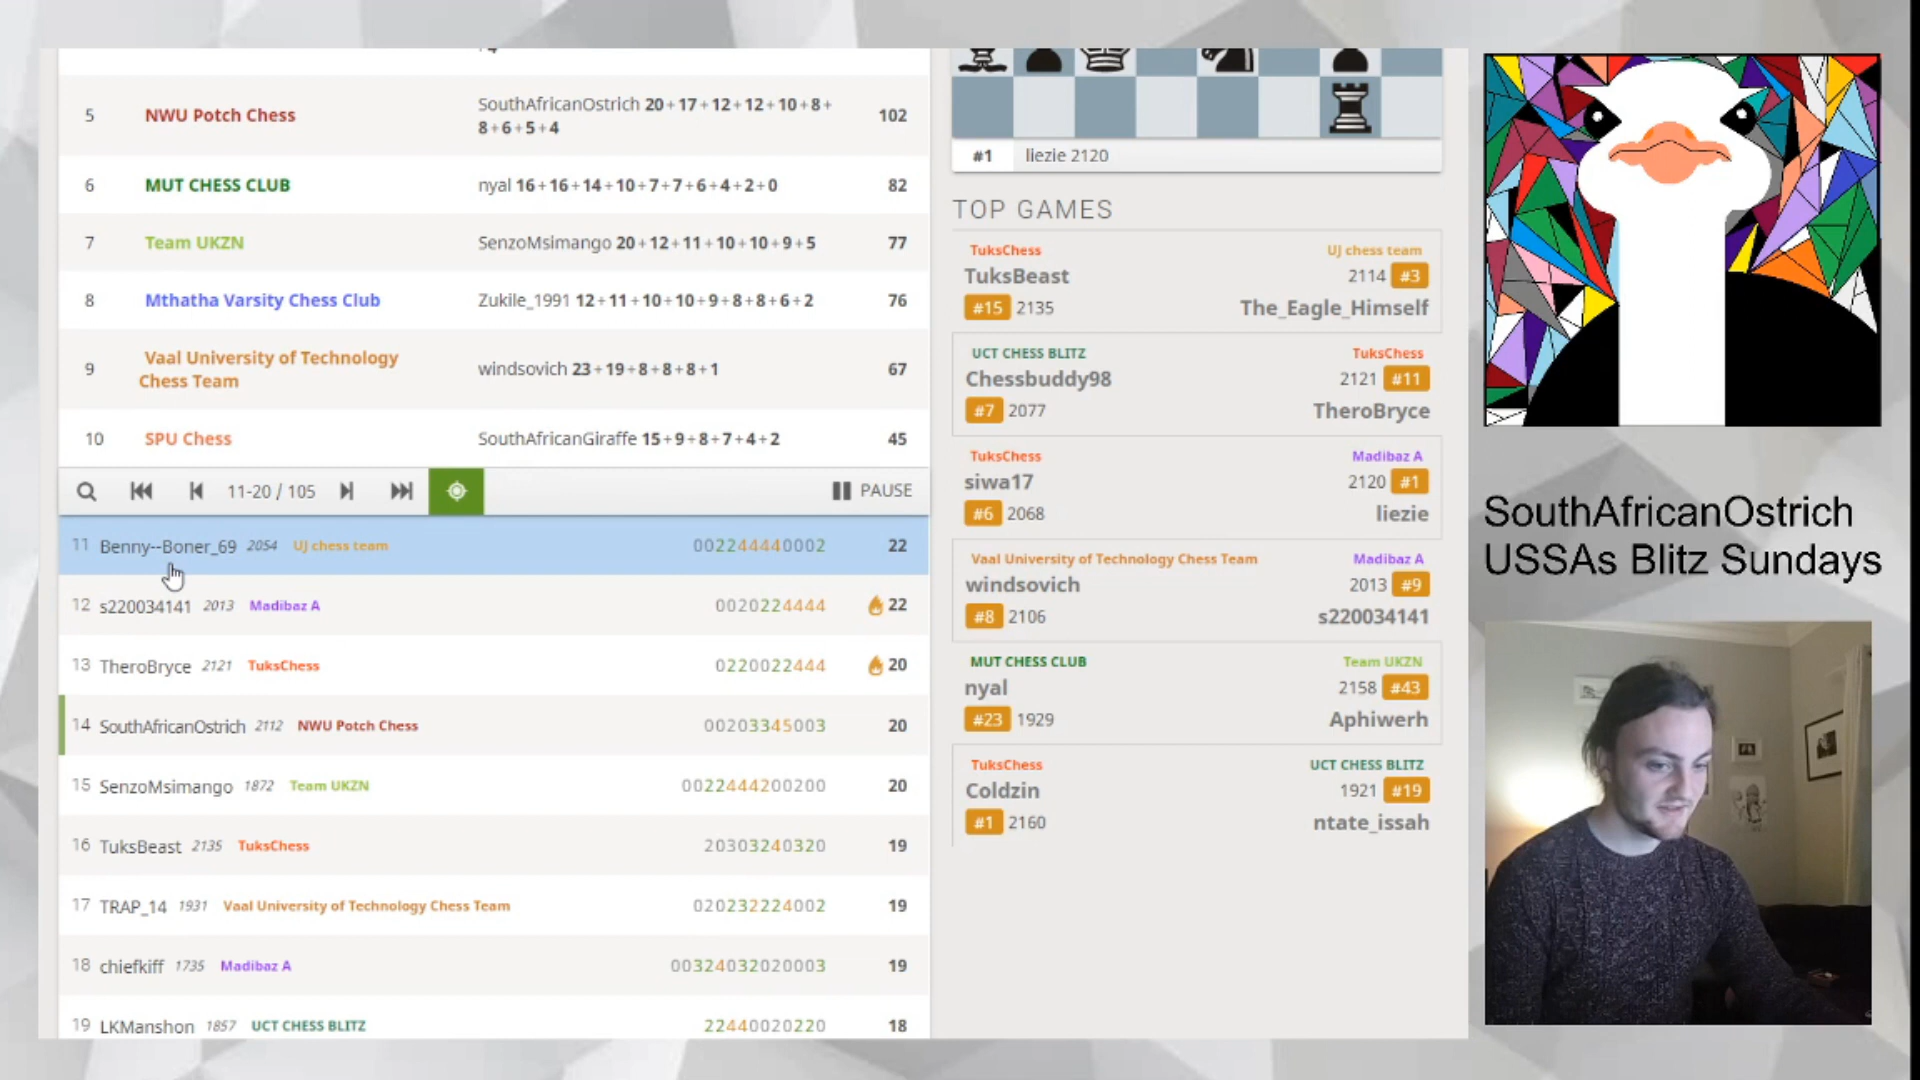 5 NWU Potch Chess SouthAfricanOstrich 20+17+12+12+10+8+ 102
8+6+5+4
6 MUT CHESS CLUB nyal 16+16+14+10+7+7+6+4+2+0 82
7 Team UKZN SenzoMsimango 20+12+11+10+10+9+5 77
8 Mthatha Varsity Chess Club Zukile_1991 12+11+10+10+9+8+8+6+2 76
9 Vaal University of Technology windsovich 23+19+8+8+8+1 67
Chess Team
10 SPU Chess SouthAfricanGiraffe 15+9+8+7+4+2 45
11-20 / 105 PAUSE
11 Benny--Boner_69 2054 UJ chess team 002244440002 22
12 s220034141 2013 Madibaz A 0020224444 22
13 TheroBryce 2121 TuksChess 0220022444 20
14 SouthAfricanOstrich 2112 NWU Potch Chess 00203345003 20
15 SenzoMsimango 1872 Team UKZN 0022444200200 20
16 TuksBeast 2135 TuksChess 20303240320 19
17 TRAP_14 1931 Vaal University of Technology Chess Team 020232224002 19
18 chiefkiff 1735 Madibaz A 00324032020003 19
19 LKManshon 1857 UCT CHESS BLITZ 22440020220 18
#1 liezie 2120
TOP GAMES
TuksChess UJ chess team
TuksBeast 2114 #3
#15 2135 The_Eagle_Himself
UCT CHESS BLITZ TuksChess
Chessbuddy98 2121 #11
#7 2077 TheroBryce
TuksChess Madibaz A
siwa17 2120 #1
#6 2068 liezie
Vaal University of Technology Chess Team Madibaz A
windsovich 2013 #9
#8 2106 s220034141
MUT CHESS CLUB Team UKZN
nyal 2158 #43
#23 1929 Aphiwerh
TuksChess UCT CHESS BLITZ
Coldzin 1921 #19
#1 2160 ntate_issah
SouthAfricanOstrich
USSAs Blitz Sundays